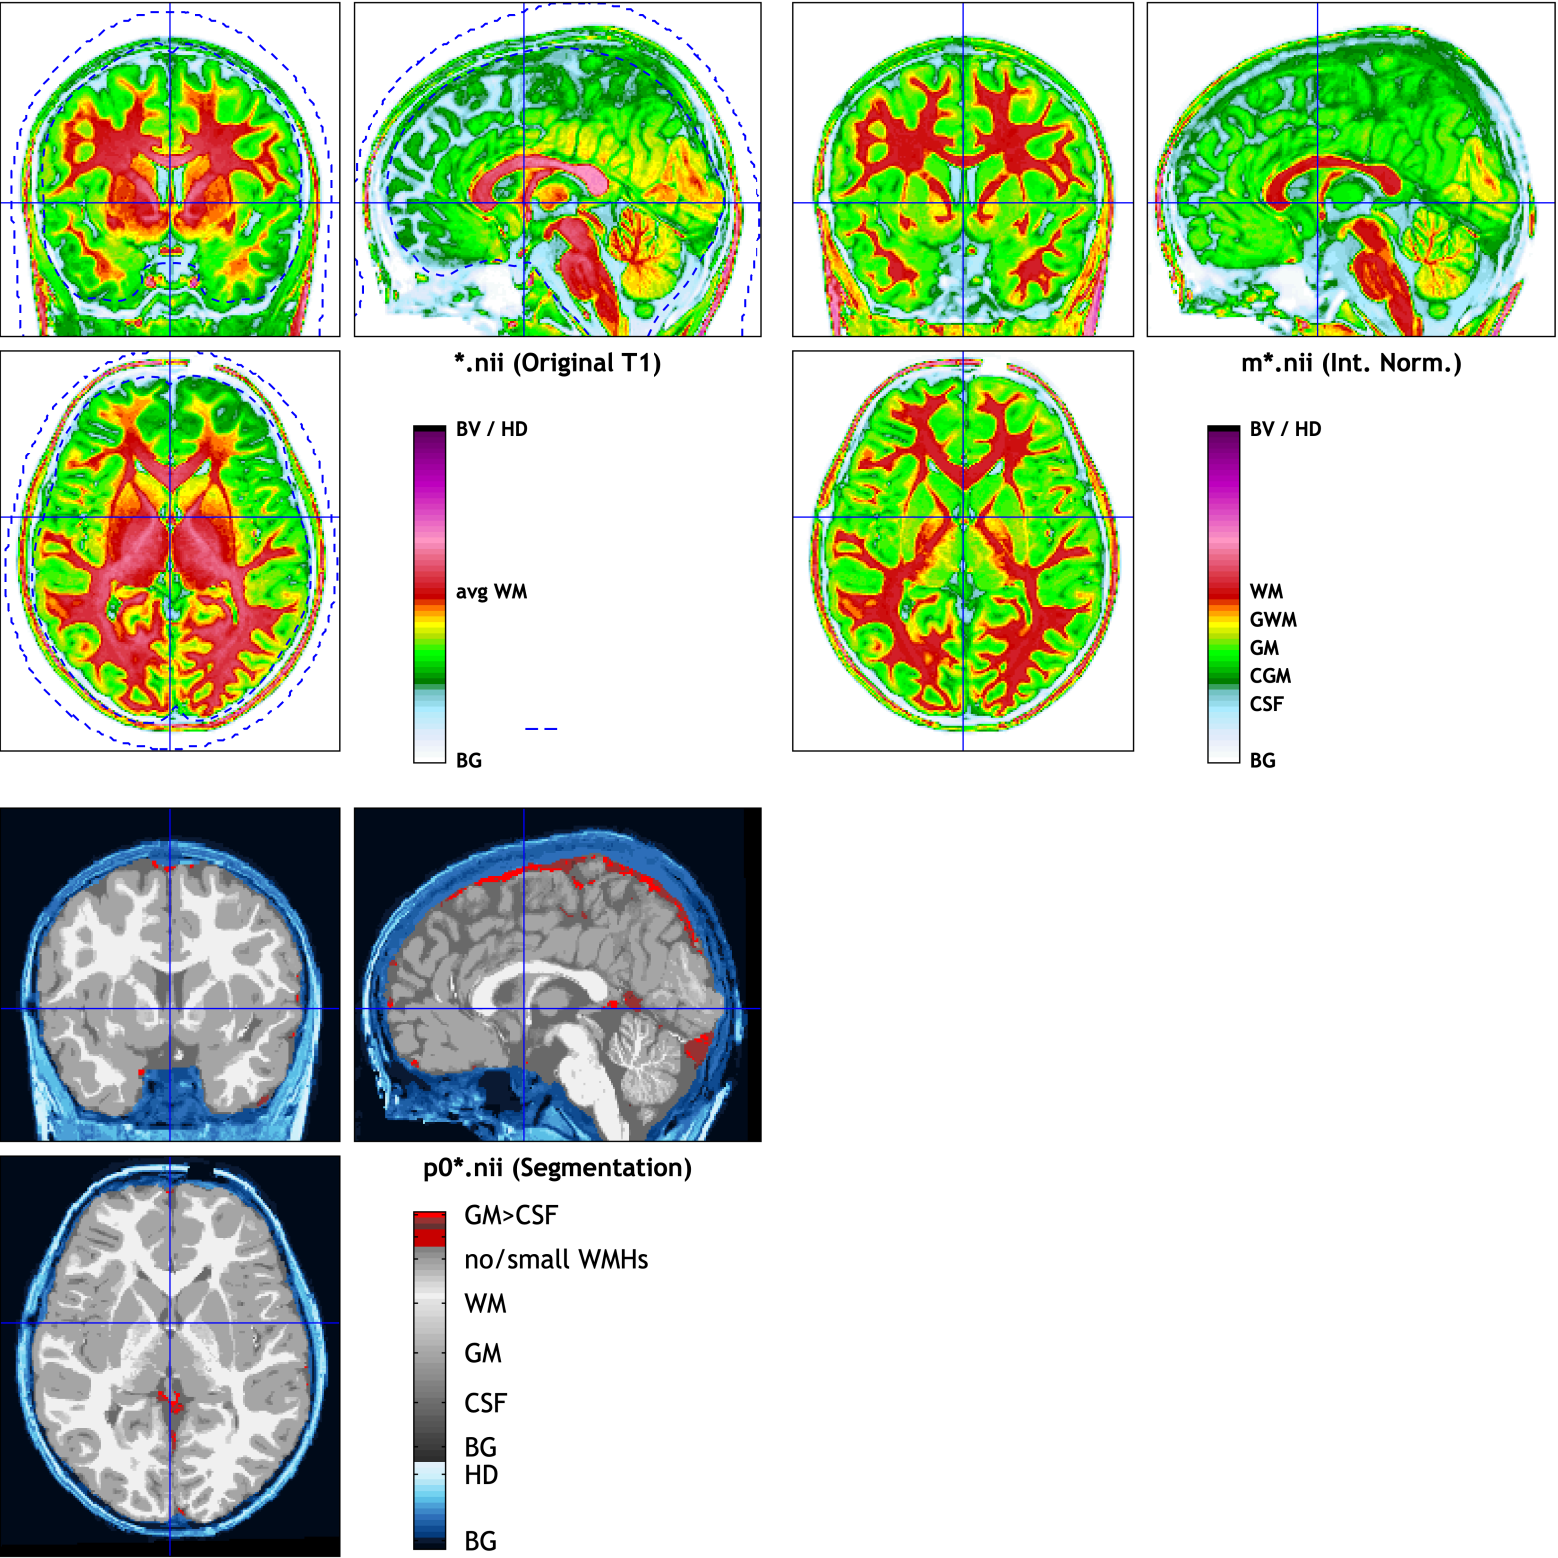 *.nii (Original T1)
BV / HD
avg WM
BG
m*.nii (Int. Norm.)
BV / HD
WM
GWM
GM
CGM
CSF
BG
p0*.nii (Segmentation)
GM>CSF
no/small WMHs
WM
GM
CSF
BG
HD
BG